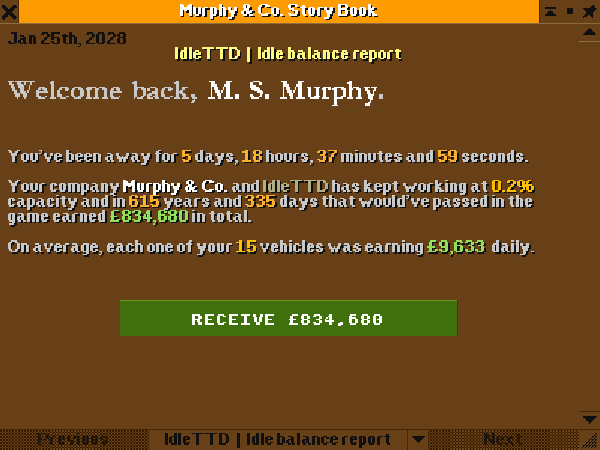 Murphy & Co. Story Book
Jan 25th, 2028
IdleTTD | Idle balance report
Welcome back, M. S. Murphy.
You've been away for 5 days, 18 hours, 37 minutes and 59 seconds.
Your company Murphy & Co. and IdleTTD has kept working at 0.2%
capacity and in 615 years and 335 days that would've passed in the
game earned £834,680 in total.
On average, each one of your 15 vehicles was earning £9,633 daily.
RECEIVE £834,680
Previous
IdleTTD | Idle balance report
Next